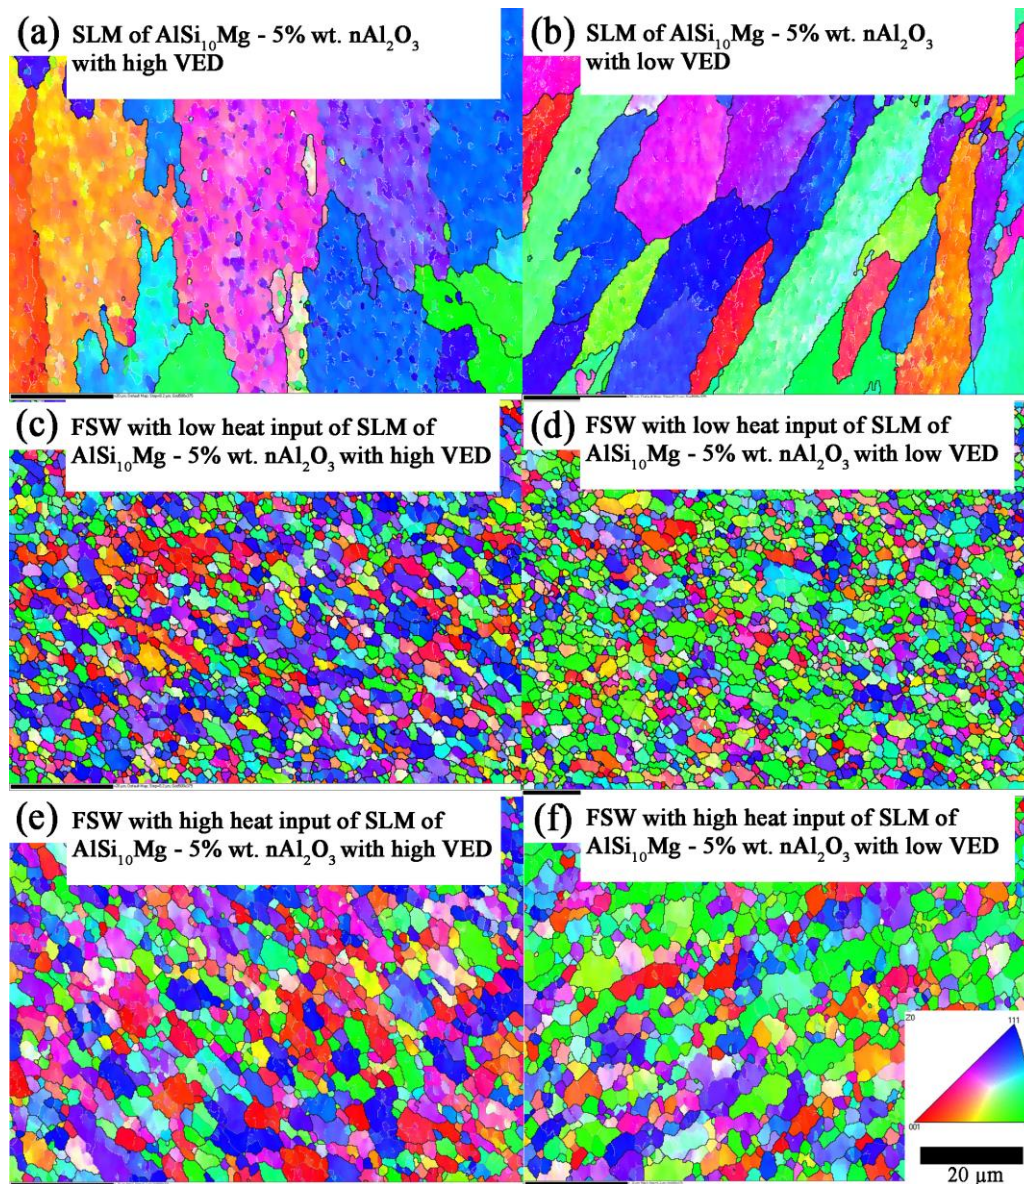 (a) SLM of AlSi₁₀Mg - 5% wt. nAl₂O₃
with high VED
(b) SLM of AlSi₁₀Mg - 5% wt. nAl₂O₃
with low VED
(c) FSW with low heat input of SLM of
AlSi₁₀Mg - 5% wt. nAl₂O₃ with high VED
(d) FSW with low heat input of SLM of
AlSi₁₀Mg - 5% wt. nAl₂O₃ with low VED
(e) FSW with high heat input of SLM of
AlSi₁₀Mg - 5% wt. nAl₂O₃ with high VED
(f) FSW with high heat input of SLM of
AlSi₁₀Mg - 5% wt. nAl₂O₃ with low VED
Z0
111
001
20 µm